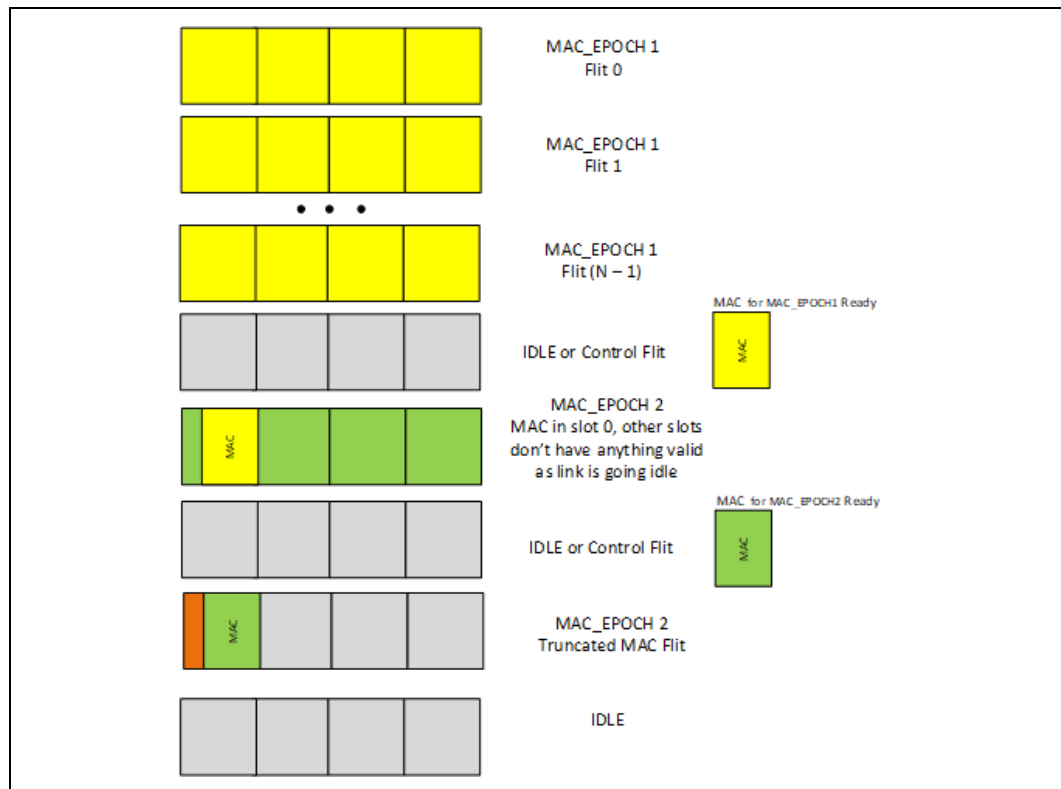 MAC_EPOCH 1
Flit 0
MAC_EPOCH 1
Flit 1
MAC_EPOCH 1
Flit (N – 1)
MAC for MAC_EPOCH1 Ready
MAC
IDLE or Control Flit
MAC_EPOCH 2
MAC in slot 0, other slots
don't have anything valid
as link is going idle
MAC
MAC for MAC_EPOCH2 Ready
MAC
IDLE or Control Flit
MAC
MAC_EPOCH 2
Truncated MAC Flit
IDLE